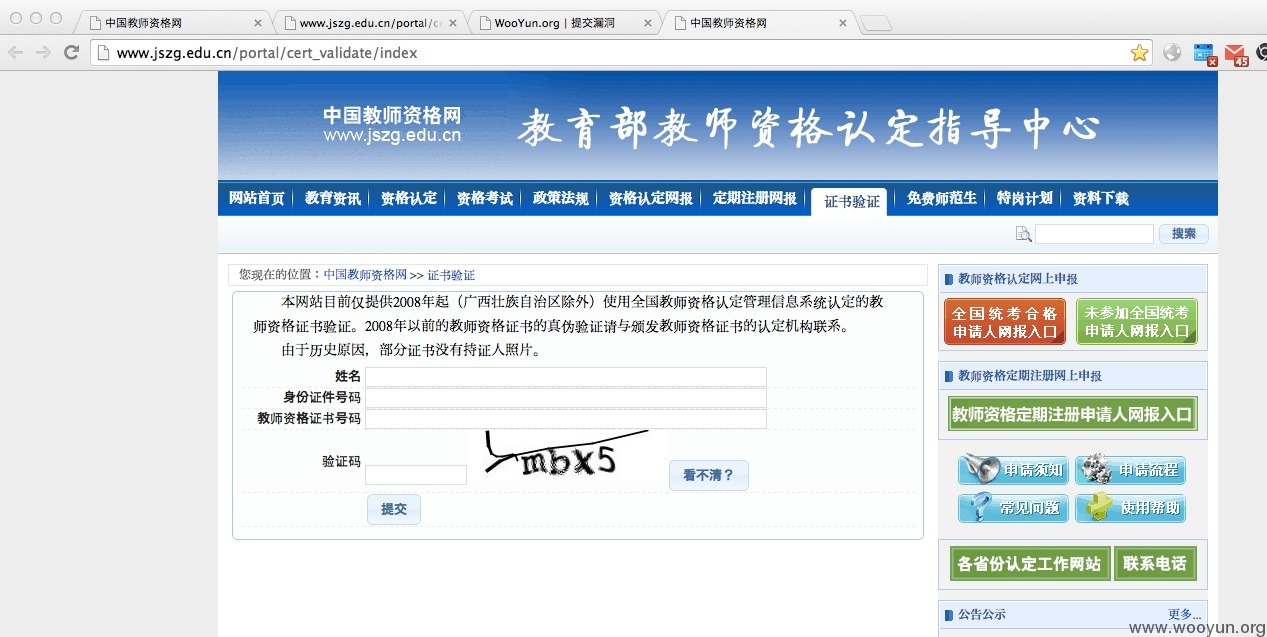 中国教师资格网
www.jszg.edu.cn/portal/c
WooYun.org | 提交漏洞
中国教师资格网
www.jszg.edu.cn/portal/cert_validate/index
45
中国教师资格网
www.jszg.edu.cn
教育部教师资格认定指导中心
网站首页 教育资讯 资格认定 资格考试 政策法规 资格认定网报 定期注册网报 证书验证 免费师范生 特岗计划 资料下载
搜索
您现在的位置：中国教师资格网 >> 证书验证
本网站目前仅提供2008年起（广西壮族自治区除外）使用全国教师资格认定管理信息系统认定的教
师资格证书验证。2008年以前的教师资格证书的真伪验证请与颁发教师资格证书的认定机构联系。
由于历史原因，部分证书没有持证人照片。
姓名
身份证件号码
教师资格证书号码
验证码
mbx5
看不清？
提交
教师资格认定网上申报
全国统考合格
申请人网报入口
未参加全国统考
申请人网报入口
教师资格定期注册网上申报
教师资格定期注册申请人网报入口
申请须知
申请流程
常见问题
使用帮助
各省份认定工作网站
联系电话
公告公示
更多...
www.wooyun.org